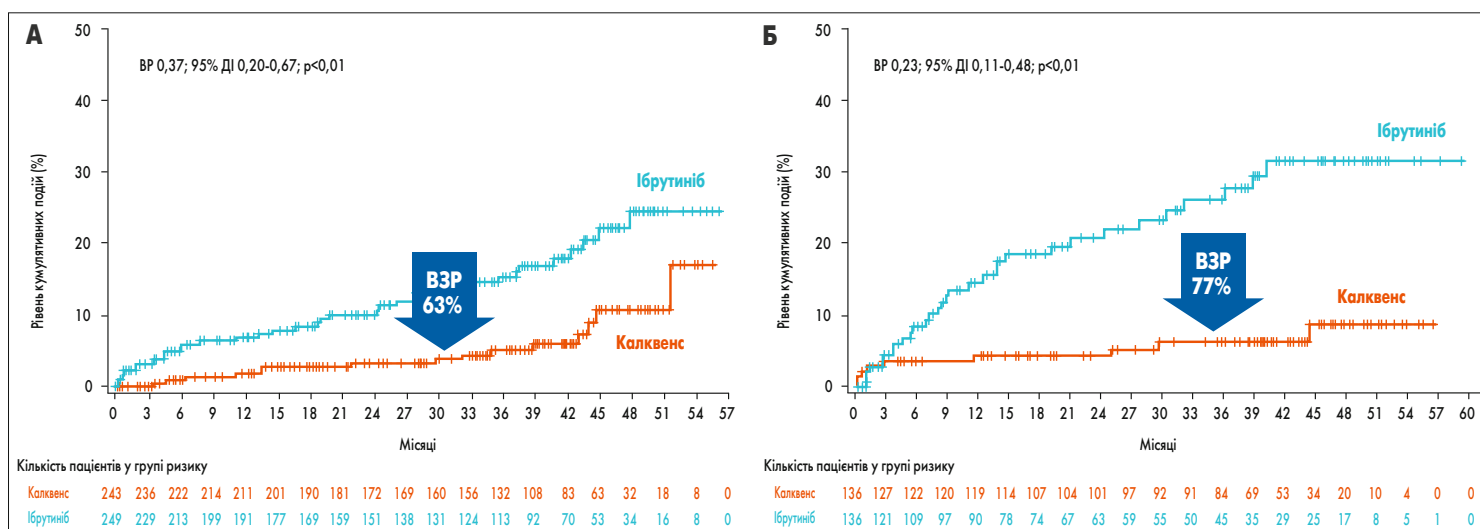 А
ВР 0,37; 95% ДІ 0,20-0,67; p<0,01
Рівень кумулятивних подій (%)
50
40
30
20
10
0
Ібрутиніб
ВЗР
63%
Калквенс
0 3 6 9 12 15 18 21 24 27 30 33 36 39 42 45 48 51 54 57
Місяці
Кількість пацієнтів у групі ризику
Калквенс 243 236 222 214 211 201 190 181 172 169 160 156 132 108 83 63 32 18 8 0
Ібрутиніб 249 229 213 199 191 177 169 159 151 138 131 124 113 92 70 53 34 16 8 0
Б
ВР 0,23; 95% ДІ 0,11-0,48; p<0,01
Рівень кумулятивних подій (%)
50
40
30
20
10
0
Ібрутиніб
ВЗР
77%
Калквенс
0 3 6 9 12 15 18 21 24 27 30 33 36 39 42 45 48 51 54 57 60
Місяці
Кількість пацієнтів у групі ризику
Калквенс 136 127 122 120 119 114 107 104 101 97 92 91 84 69 53 34 20 10 4 0 0
Ібрутиніб 136 121 109 97 90 78 74 67 63 59 55 50 45 35 29 25 17 8 5 1 0